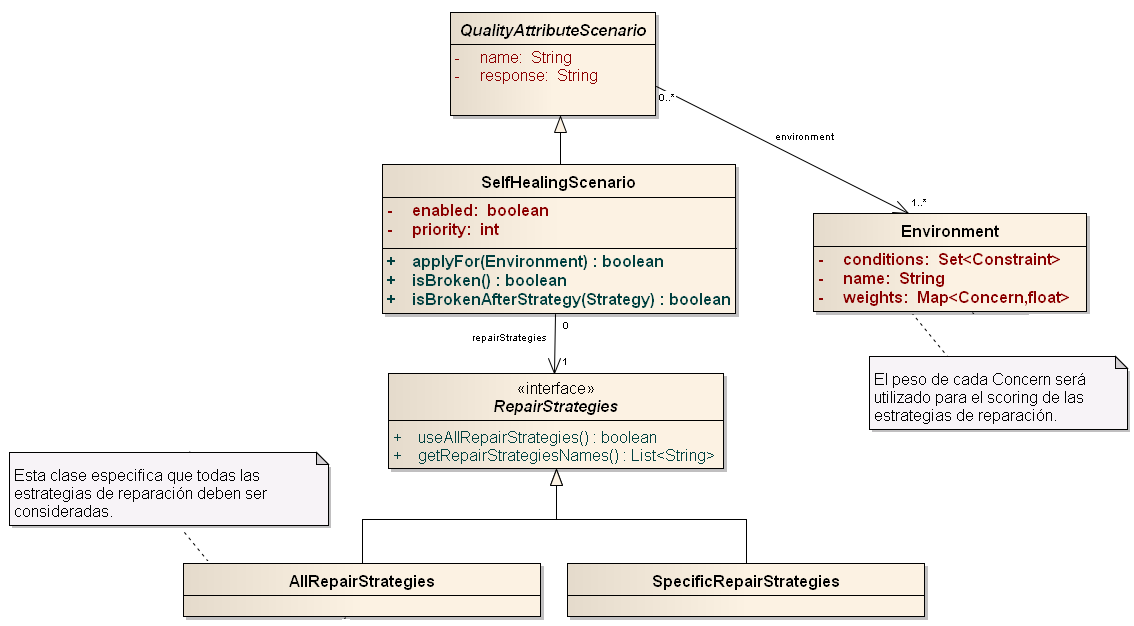 QualityAttributeScenario
- name: String
- response: String
0..*
environment
1..*
SelfHealingScenario
- enabled: boolean
- priority: int
+ applyFor(Environment) : boolean
+ isBroken() : boolean
+ isBrokenAfterStrategy(Strategy) : boolean
Environment
- conditions: Set<Constraint>
- name: String
- weights: Map<Concern,float>
0
repairStrategies
1
El peso de cada Concern será
utilizado para el scoring de las
estrategias de reparación.
«interface»
RepairStrategies
+ useAllRepairStrategies() : boolean
+ getRepairStrategiesNames() : List<String>
Esta clase especifica que todas las
estrategias de reparación deben ser
consideradas.
AllRepairStrategies
SpecificRepairStrategies